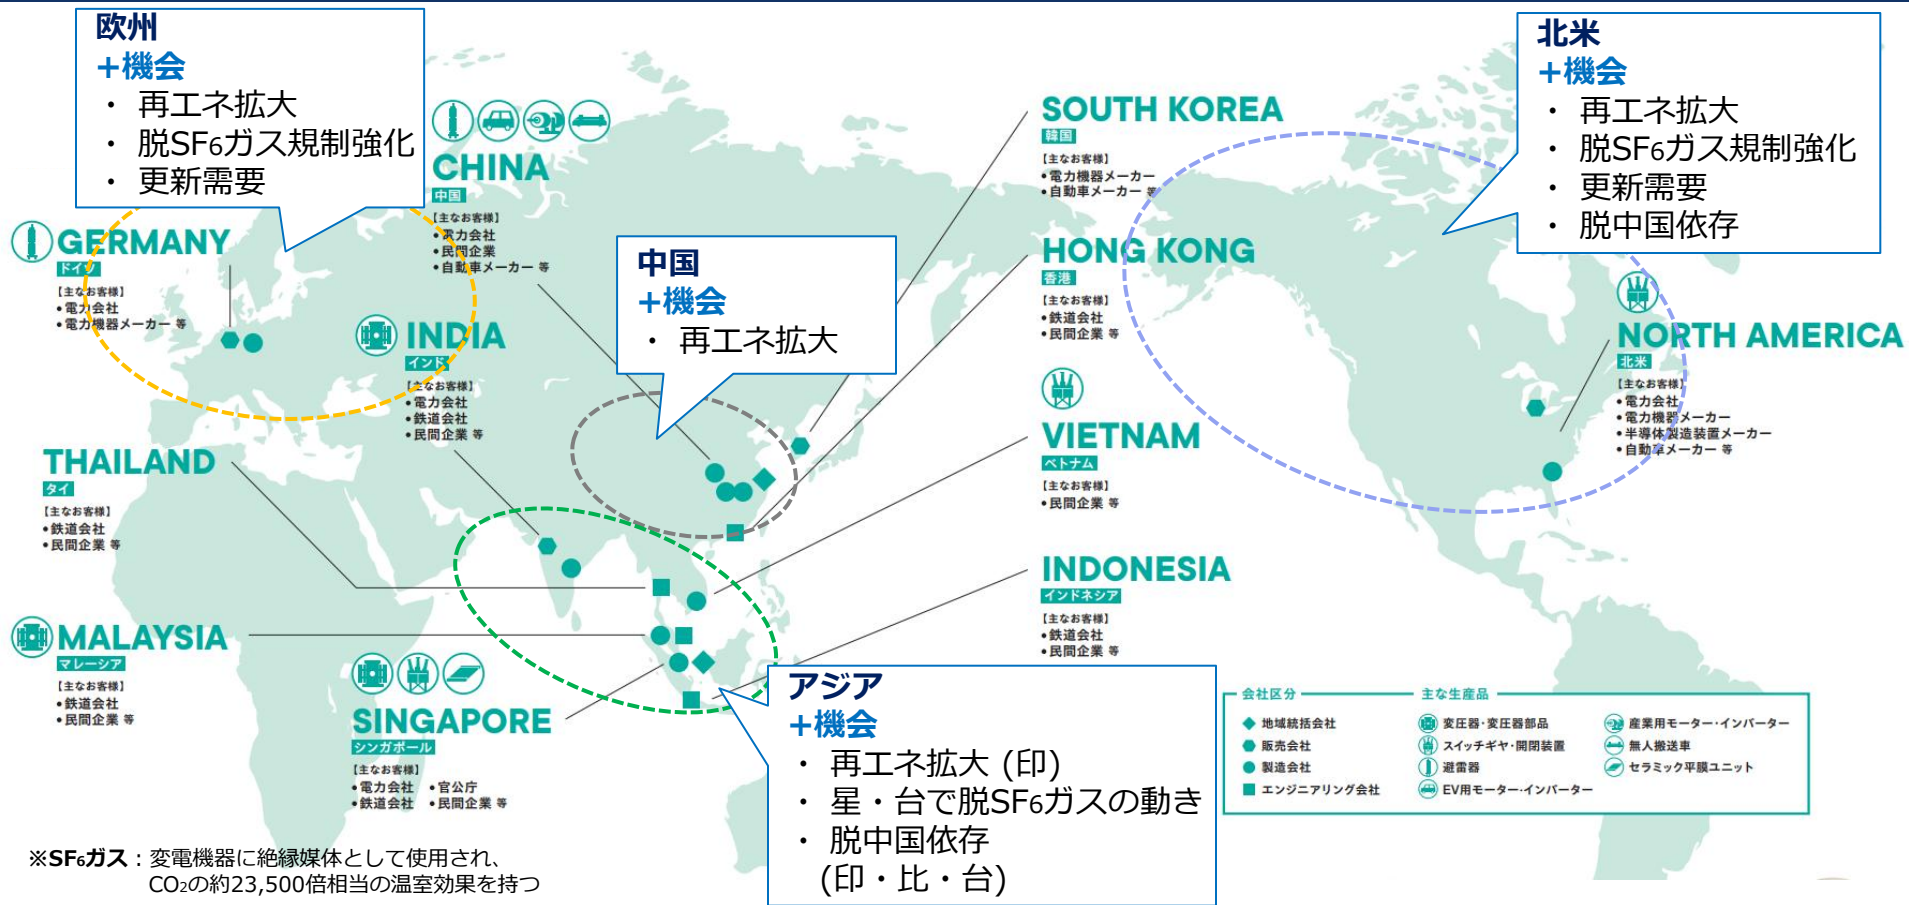 欧州
+機会
・ 再エネ拡大
・ 脱SF6ガス規制強化
・ 更新需要
北米
+機会
・ 再エネ拡大
・ 脱SF6ガス規制強化
・ 更新需要
・ 脱中国依存
CHINA
中国
【主なお客様】
•電力会社
•民間企業
•自動車メーカー 等
SOUTH KOREA
韓国
【主なお客様】
•電力機器メーカー
•自動車メーカー 等
GERMANY
ドイツ
【主なお客様】
•電力会社
•電力機器メーカー 等
中国
+機会
・ 再エネ拡大
HONG KONG
香港
【主なお客様】
•鉄道会社
•民間企業 等
INDIA
インド
【主なお客様】
•電力会社
•鉄道会社
•民間企業 等
NORTH AMERICA
北米
【主なお客様】
•電力会社
•電力機器メーカー
•半導体製造装置メーカー
•自動車メーカー 等
THAILAND
タイ
【主なお客様】
•鉄道会社
•民間企業 等
VIETNAM
ベトナム
【主なお客様】
•民間企業 等
INDONESIA
インドネシア
【主なお客様】
•鉄道会社
•民間企業 等
MALAYSIA
マレーシア
【主なお客様】
•鉄道会社
•民間企業 等
SINGAPORE
シンガポール
【主なお客様】
•電力会社 •官公庁
•鉄道会社 •民間企業 等
アジア
+機会
・ 再エネ拡大 (印)
・ 星・台で脱SF6ガスの動き
・ 脱中国依存
(印・比・台)
会社区分
地域統括会社
販売会社
製造会社
エンジニアリング会社
主な生産品
変圧器・変圧器部品
スイッチギヤ・開閉装置
避雷器
EV用モーター・インバーター
産業用モーター・インバーター
無人搬送車
セラミック平膜ユニット
※SF6ガス：変電機器に絶縁媒体として使用され、
CO2の約23,500倍相当の温室効果を持つ